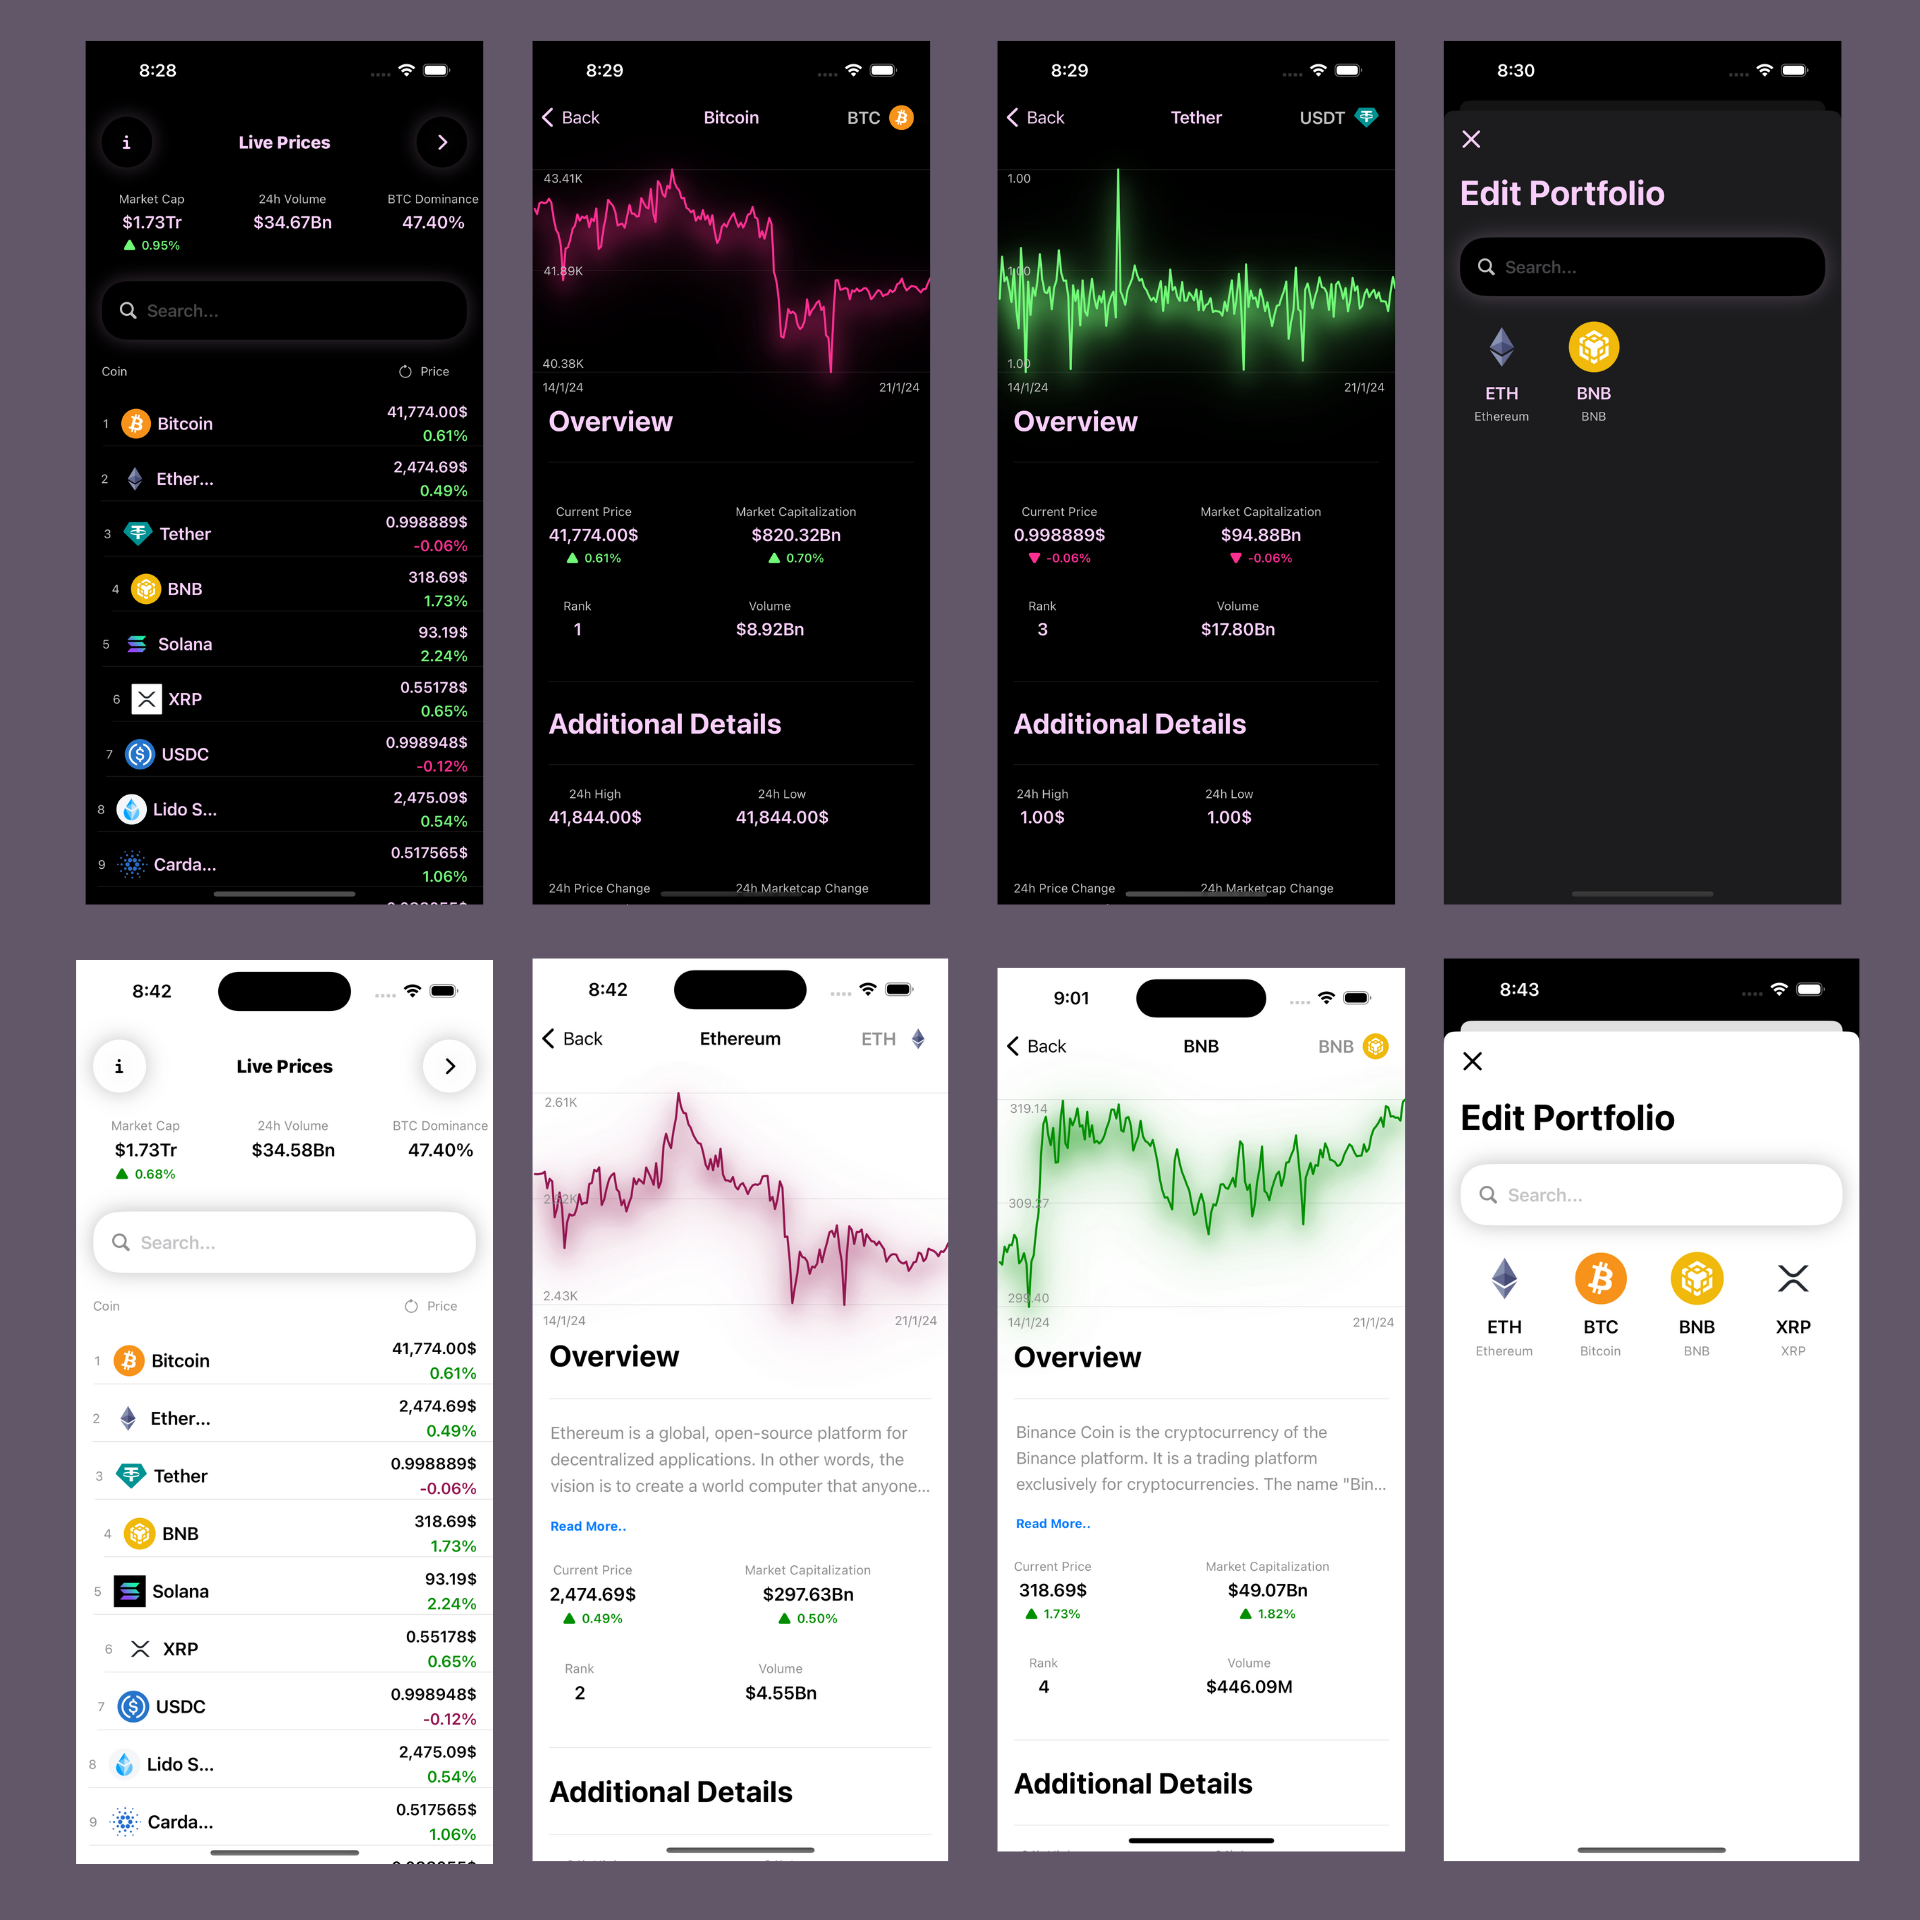 8:28
i
Live Prices
Market Cap 24h Volume BTC Dominance
$1.73Tr $34.67Bn 47.40%
0.95%
Search...
Coin Price
1 Bitcoin 41,774.00$
0.61%
2 Ether... 2,474.69$
0.49%
3 Tether 0.998889$
-0.06%
4 BNB 318.69$
1.73%
5 Solana 93.19$
2.24%
6 XRP 0.55178$
0.65%
7 USDC 0.998948$
-0.12%
8 Lido S... 2,475.09$
0.54%
9 Carda... 0.517565$
1.06%
8:29
Back Bitcoin BTC
43.41K
41.89K
40.38K
14/1/24 21/1/24
Overview
Current Price Market Capitalization
41,774.00$ $820.32Bn
0.61% 0.70%
Rank Volume
1 $8.92Bn
Additional Details
24h High 24h Low
41,844.00$ 41,844.00$
24h Price Change 24h Marketcap Change
8:29
Back Tether USDT
1.00
1.00
1.00
14/1/24 21/1/24
Overview
Current Price Market Capitalization
0.998889$ $94.88Bn
-0.06% -0.06%
Rank Volume
3 $17.80Bn
Additional Details
24h High 24h Low
1.00$ 1.00$
24h Price Change 24h Marketcap Change
8:30
Edit Portfolio
Search...
ETH BNB
Ethereum BNB
8:42
i
Live Prices
Market Cap 24h Volume BTC Dominance
$1.73Tr $34.58Bn 47.40%
0.68%
Search...
Coin Price
1 Bitcoin 41,774.00$
0.61%
2 Ether... 2,474.69$
0.49%
3 Tether 0.998889$
-0.06%
4 BNB 318.69$
1.73%
5 Solana 93.19$
2.24%
6 XRP 0.55178$
0.65%
7 USDC 0.998948$
-0.12%
8 Lido S... 2,475.09$
0.54%
9 Carda... 0.517565$
1.06%
8:42
Back Ethereum ETH
2.61K
2.43K
14/1/24 21/1/24
Overview
Ethereum is a global, open-source platform for
decentralized applications. In other words, the
vision is to create a world computer that anyone...
Read More..
Current Price Market Capitalization
2,474.69$ $297.63Bn
0.49% 0.50%
Rank Volume
2 $4.55Bn
Additional Details
9:01
Back BNB BNB
319.14
309.27
299.40
14/1/24 21/1/24
Overview
Binance Coin is the cryptocurrency of the
Binance platform. It is a trading platform
exclusively for cryptocurrencies. The name "Bin...
Read More..
Current Price Market Capitalization
318.69$ $49.07Bn
1.73% 1.82%
Rank Volume
4 $446.09M
Additional Details
8:43
Edit Portfolio
Search...
ETH BTC BNB XRP
Ethereum Bitcoin BNB XRP